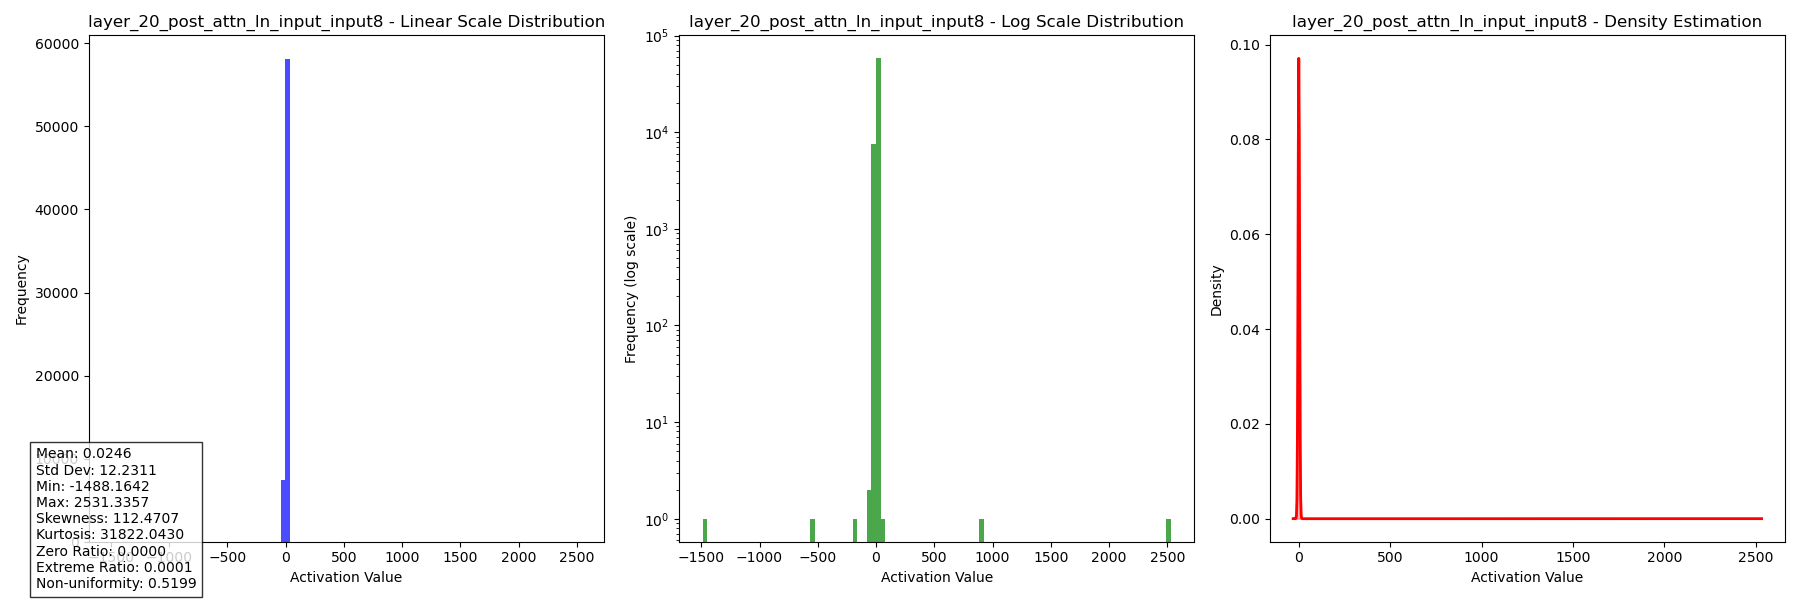 layer_20_post_attn_ln_input_input8 - Linear Scale Distribution
60000
50000
40000
30000
20000
10000
0
Frequency
−500
0
500
1000
1500
2000
2500
Activation Value
Mean: 0.0246
Std Dev: 12.2311
Min: -1488.1642
Max: 2531.3357
Skewness: 112.4707
Kurtosis: 31822.0430
Zero Ratio: 0.0000
Extreme Ratio: 0.0001
Non-uniformity: 0.5199
layer_20_post_attn_ln_input_input8 - Log Scale Distribution
10^5
10^4
10^3
10^2
10^1
10^0
Frequency (log scale)
−1500
−1000
−500
0
500
1000
1500
2000
2500
Activation Value
layer_20_post_attn_ln_input_input8 - Density Estimation
0.10
0.08
0.06
0.04
0.02
0.00
Density
0
500
1000
1500
2000
2500
Activation Value